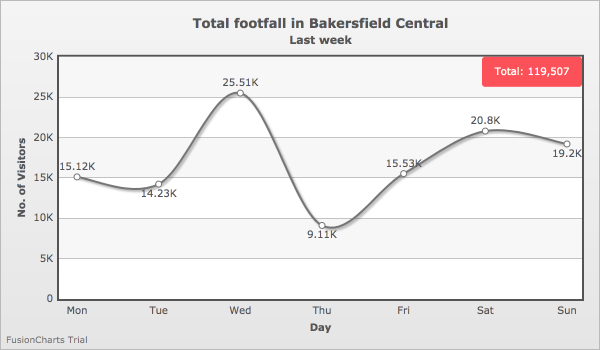 Total footfall in Bakersfield Central
Last week
Total: 119,507
30K
25K
20K
15K
10K
5K
0
No. of Visitors
15.12K
14.23K
25.51K
9.11K
15.53K
20.8K
19.2K
Mon Tue Wed Thu Fri Sat Sun
Day
FusionCharts Trial